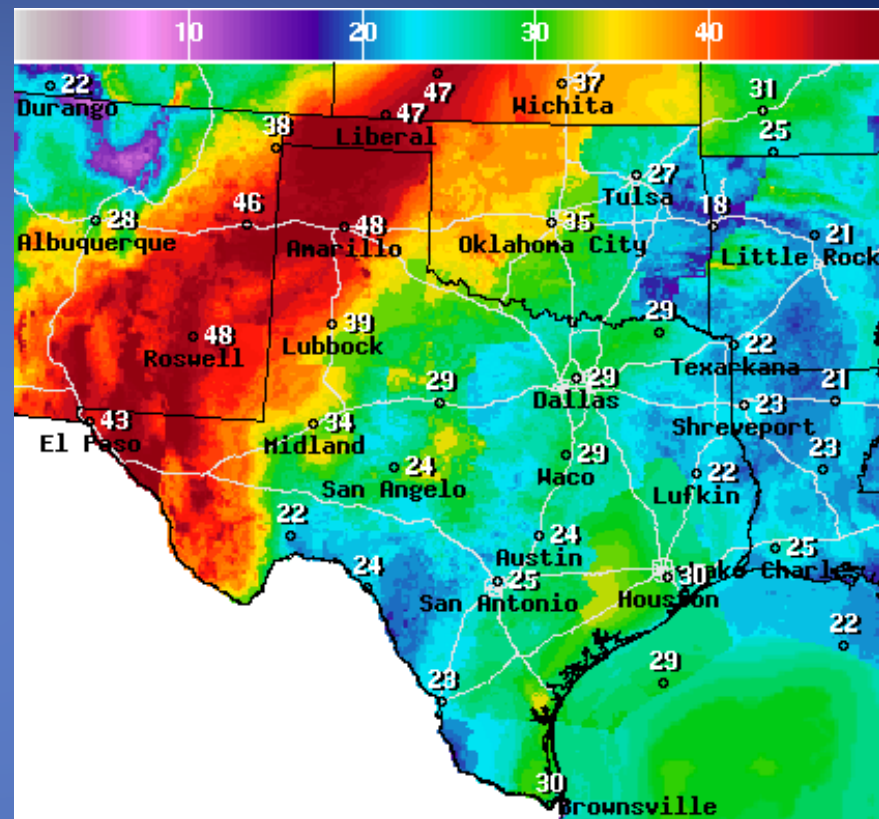 10 20 30 40
22
Durango
47
37
Wichita
31
47
Liberal
38
25
27
Tulsa
28
Albuquerque
46
48
Amarillo
35
Oklahoma City
18
21
Little Rock
48
Roswell
39
Lubbock
29
22
Texarkana
29
29
Dallas
23
Shreveport
21
43
El Paso
34
Midland
24
San Angelo
29
Waco
22
Lufkin
23
22
24
Austin
25
24
25
San Antonio
30
Houston
Lake Charles
22
23
29
30
Brownsville